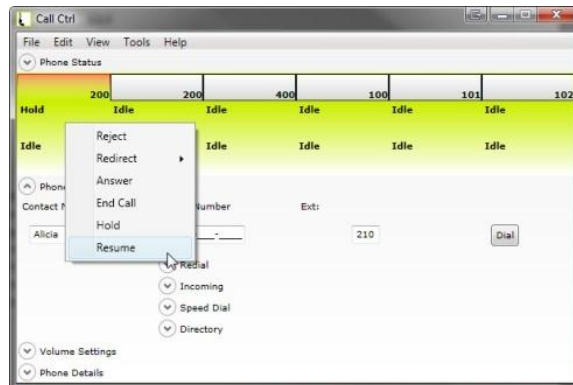 Call Ctrl
File Edit View Tools Help
Phone Status
200 200 400 100 101 102
Hold Idle Idle Idle Idle Idle
Idle Idle Idle Idle Idle
Reject
Redirect
Answer
End Call
Hold
Resume
Phone
Contact Number Ext:
Alicia ___-____ 210 Dial
Redial
Incoming
Speed Dial
Directory
Volume Settings
Phone Details